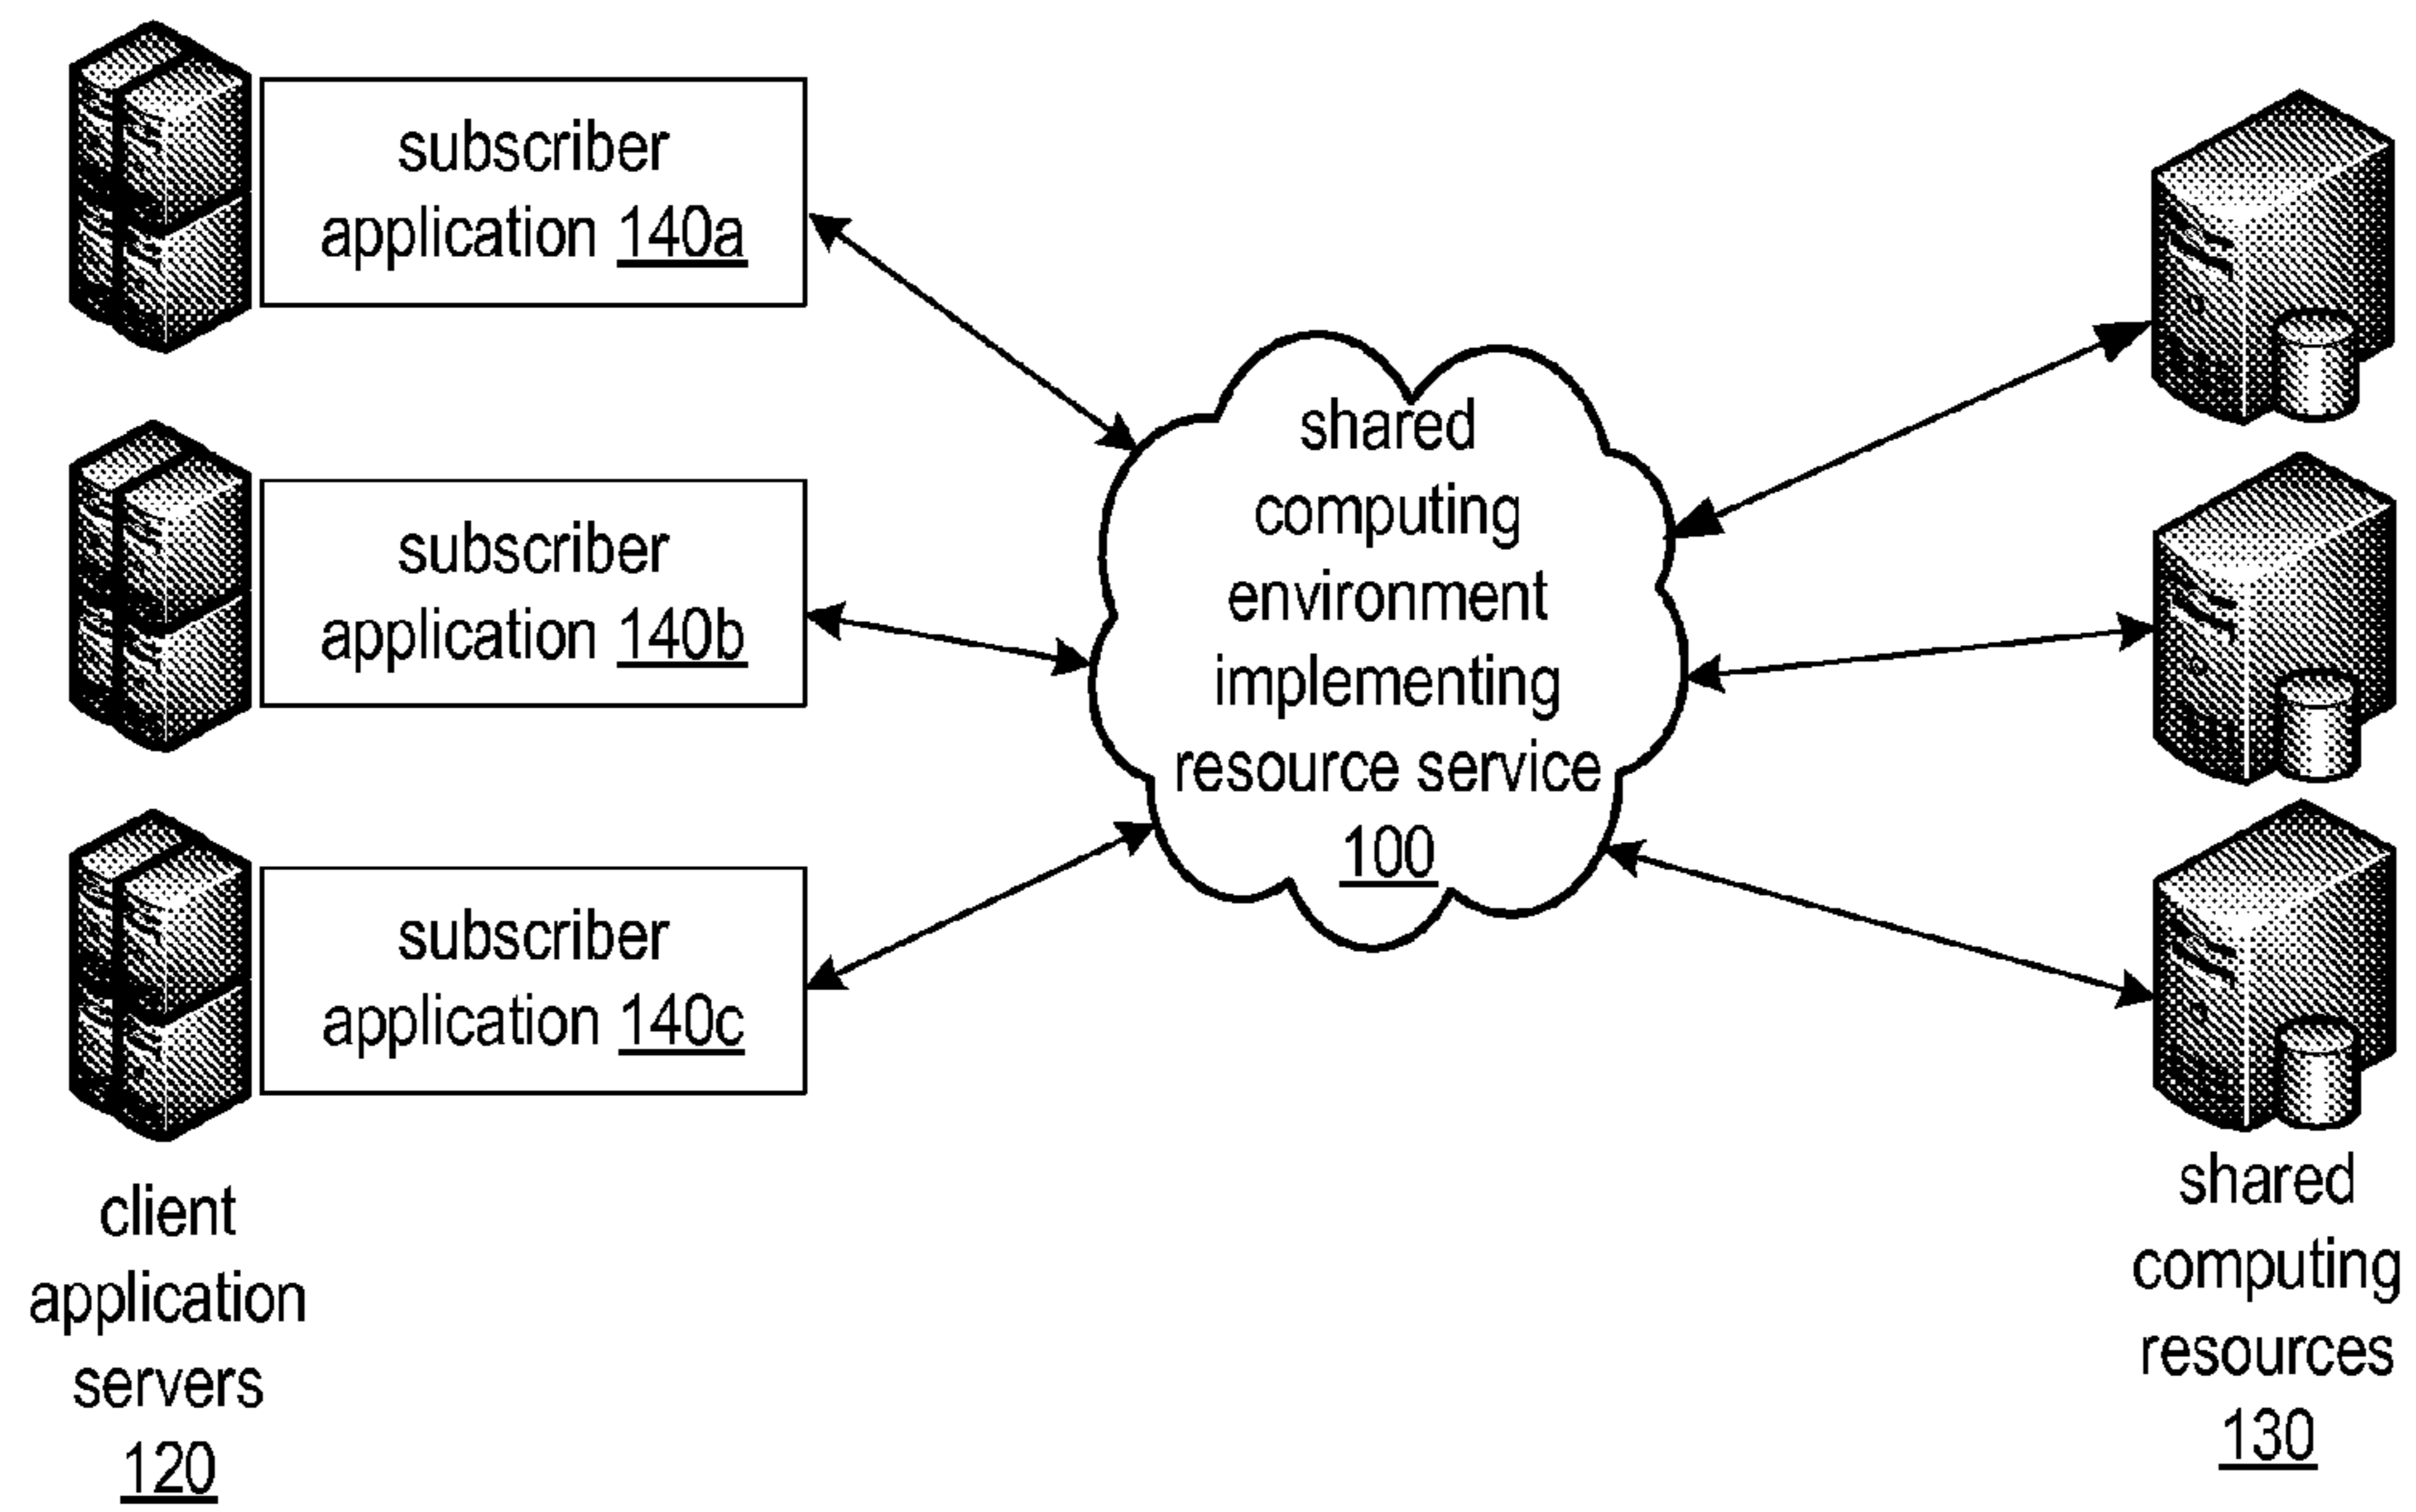 subscriber
application 140a
subscriber
application 140b
subscriber
application 140c
client
application
servers
120
shared
computing
environment
implementing
resource service
100
shared
computing
resources
130